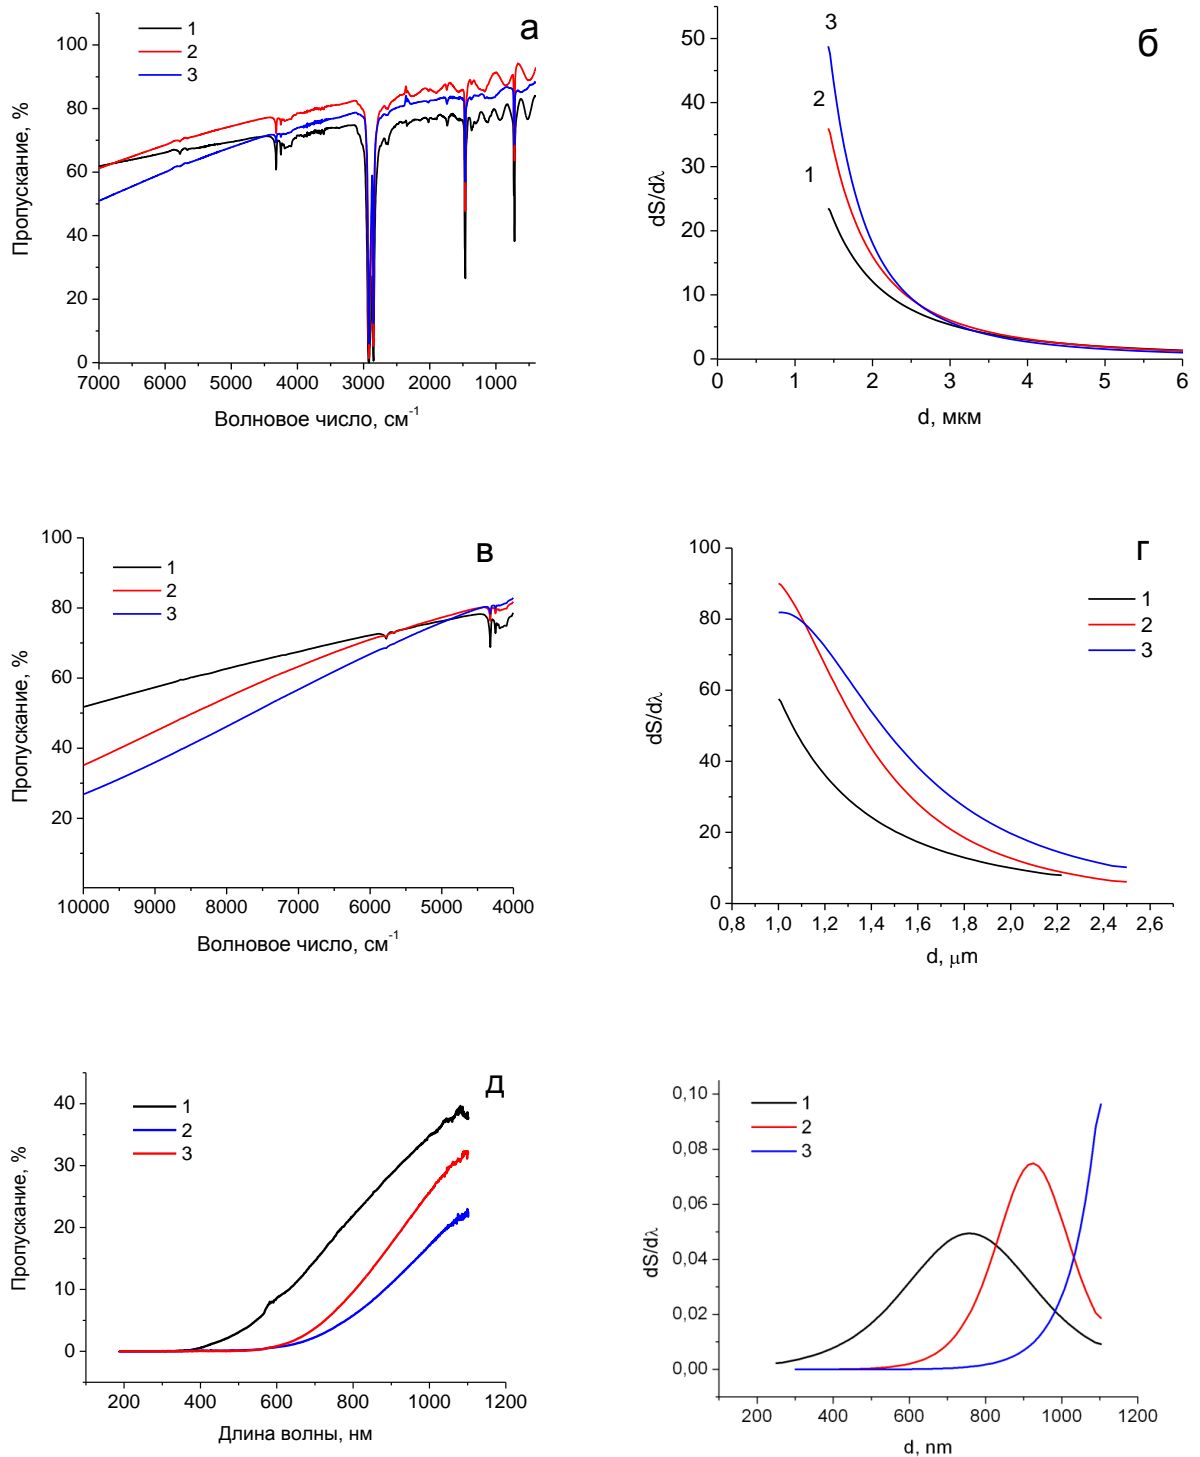 а
1
2
3
100
80
60
40
20
0
7000 6000 5000 4000 3000 2000 1000
Пропускание, %
Волновое число, см-1
б
3
2
1
50
40
30
20
10
0
0 1 2 3 4 5 6
dS/dλ
d, мкм
в
1
2
3
100
80
60
40
20
10000 9000 8000 7000 6000 5000 4000
Пропускание, %
Волновое число, см-1
г
1
2
3
100
80
60
40
20
0
0,8 1,0 1,2 1,4 1,6 1,8 2,0 2,2 2,4 2,6
dS/dλ
d, μm
д
1
2
3
40
30
20
10
0
200 400 600 800 1000 1200
Пропускание, %
Длина волны, нм
1
2
3
0,10
0,08
0,06
0,04
0,02
0,00
200 400 600 800 1000 1200
dS/dλ
d, nm